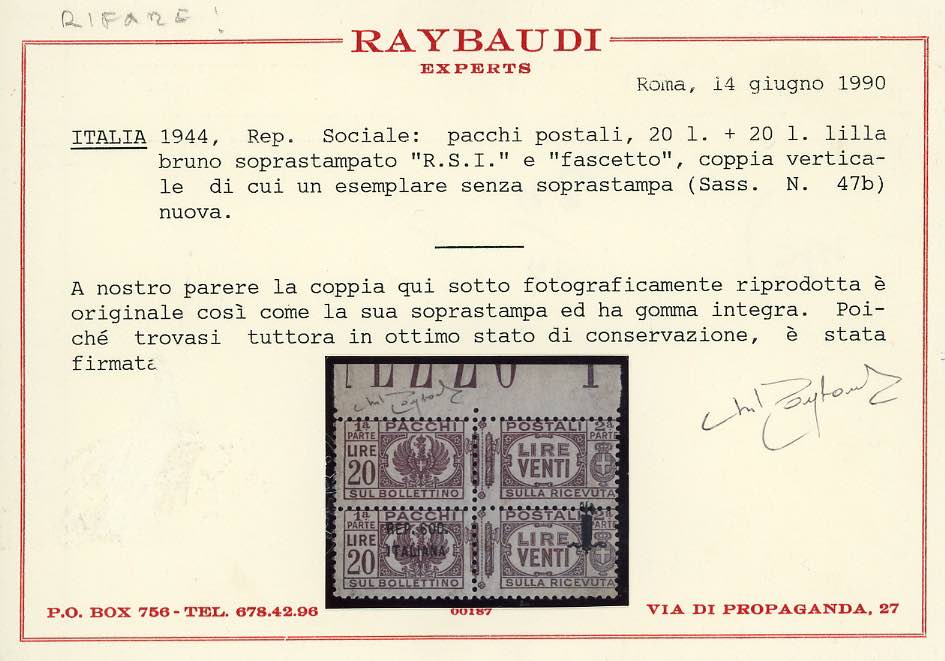 RIFARE!
RAYBAUDI
EXPERTS
Roma, 14 giugno 1990
ITALIA 1944, Rep. Sociale: pacchi postali, 20 l. + 20 l. lilla
bruno soprastampato "R.S.I." e "fascetto", coppia vertica-
le di cui un esemplare senza soprastampa (Sass. N. 47b)
nuova.
A nostro parere la coppia qui sotto fotograficamente riprodotta è
originale così come la sua soprastampa ed ha gomma integra. Poi-
ché trovasi tuttora in ottimo stato di conservazione, è stata
firmata
EZZO
1ª PARTE PACCHI POSTALI 2ª PARTE
LIRE 20 LIRE VENTI
SUL BOLLETTINO SULLA RICEVUTA
1ª PARTE PACCHI POSTALI
REP. SOC.
ITALIANA
LIRE 20 LIRE VENTI
SUL BOLLETTINO SULLA RICEVUTA
P.O. BOX 756 - TEL. 678.42.96 00187 VIA DI PROPAGANDA, 27